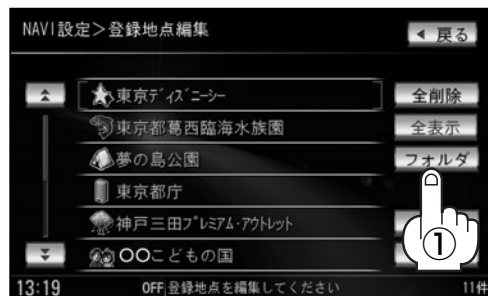 NAVI設定＞登録地点編集
戻る
東京ﾃﾞｨｽﾞﾆｰｼｰ
全削除
東京都葛西臨海水族園
全表示
夢の島公園
フォルダ
東京都庁
神戸三田ﾌﾟﾚﾐｱﾑ･ｱｳﾄﾚｯﾄ
①
〇〇こどもの国
13:19
OFF
登録地点を編集してください
11件